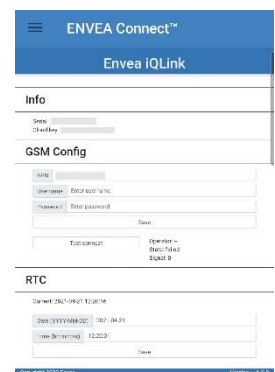 ENVEA Connect™
Envea iQLink
Info
Serial
Cloud key
GSM Config
APN
Username Enter username
Password Enter password
Save
Test connect
Operator: --
State: failed
Signal: 0
RTC
Current: 2021-04-21 12:20:16
Date (YYYY-MM-DD) 2021-04-21
Time (hh:mm:ss) 12:20:01
Save